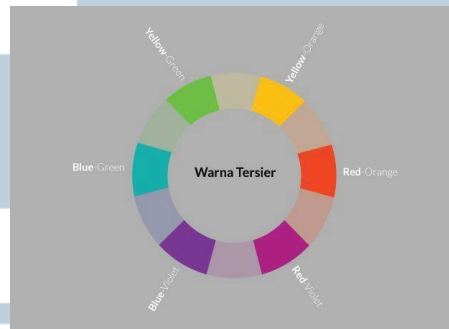 Yellow-Green
Yellow-Orange
Blue-Green
Warna Tersier
Red-Orange
Blue-Violet
Red-Violet